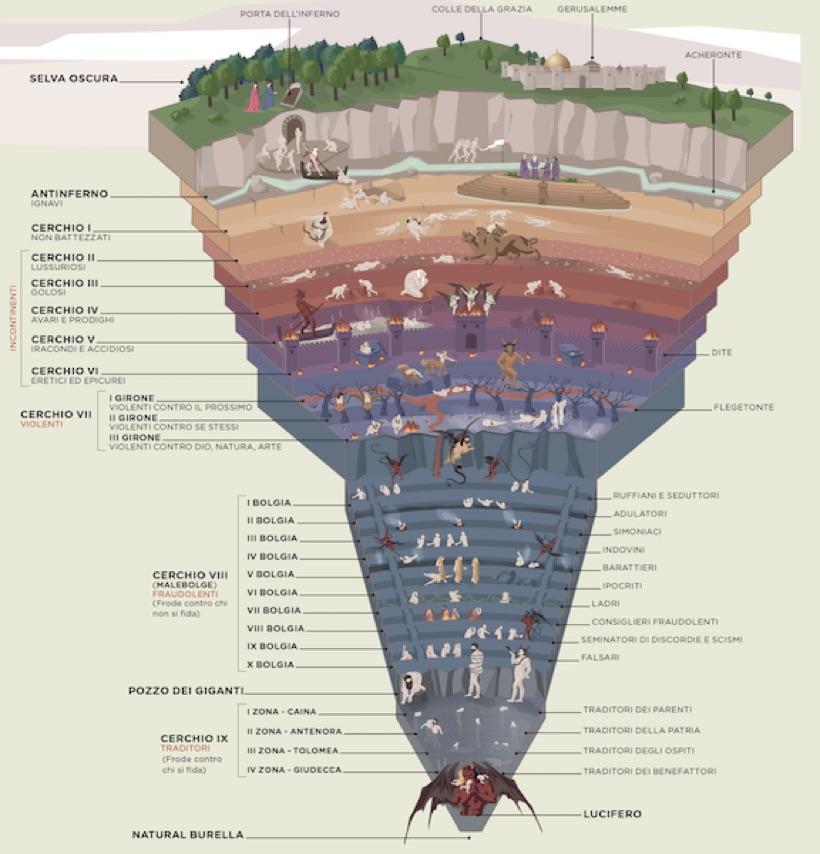 PORTA DELL'INFERNO
COLLE DELLA GRAZIA
GERUSALEMME
ACHERONTE
SELVA OSCURA
ANTINFERNO
IGNAVI
CERCHIO I
NON BATTEZZATI
INCONTINENTI
CERCHIO II
LUSSURIOSI
CERCHIO III
GOLOSI
CERCHIO IV
AVARI E PRODIGHI
CERCHIO V
IRACONDI E ACCIDIOSI
DITE
CERCHIO VI
ERETICI ED EPICUREI
CERCHIO VII
VIOLENTI
I GIRONE
VIOLENTI CONTRO IL PROSSIMO
II GIRONE
VIOLENTI CONTRO SE STESSI
III GIRONE
VIOLENTI CONTRO DIO, NATURA, ARTE
FLEGETONTE
CERCHIO VIII
(MALEBOLGE)
FRAUDOLENTI
(Frode contro chi
non si fida)
I BOLGIA
II BOLGIA
III BOLGIA
IV BOLGIA
V BOLGIA
VI BOLGIA
VII BOLGIA
VIII BOLGIA
IX BOLGIA
X BOLGIA
RUFFIANI E SEDUTTORI
ADULATORI
SIMONIACI
INDOVINI
BARATTIERI
IPOCRITI
LADRI
CONSIGLIERI FRAUDOLENTI
SEMINATORI DI DISCORDIE E SCISMI
FALSARI
POZZO DEI GIGANTI
CERCHIO IX
TRADITORI
(Frode contro
chi si fida)
I ZONA - CAINA
II ZONA - ANTENORA
III ZONA - TOLOMEA
IV ZONA - GIUDECCA
TRADITORI DEI PARENTI
TRADITORI DELLA PATRIA
TRADITORI DEGLI OSPITI
TRADITORI DEI BENEFATTORI
LUCIFERO
NATURAL BURELLA